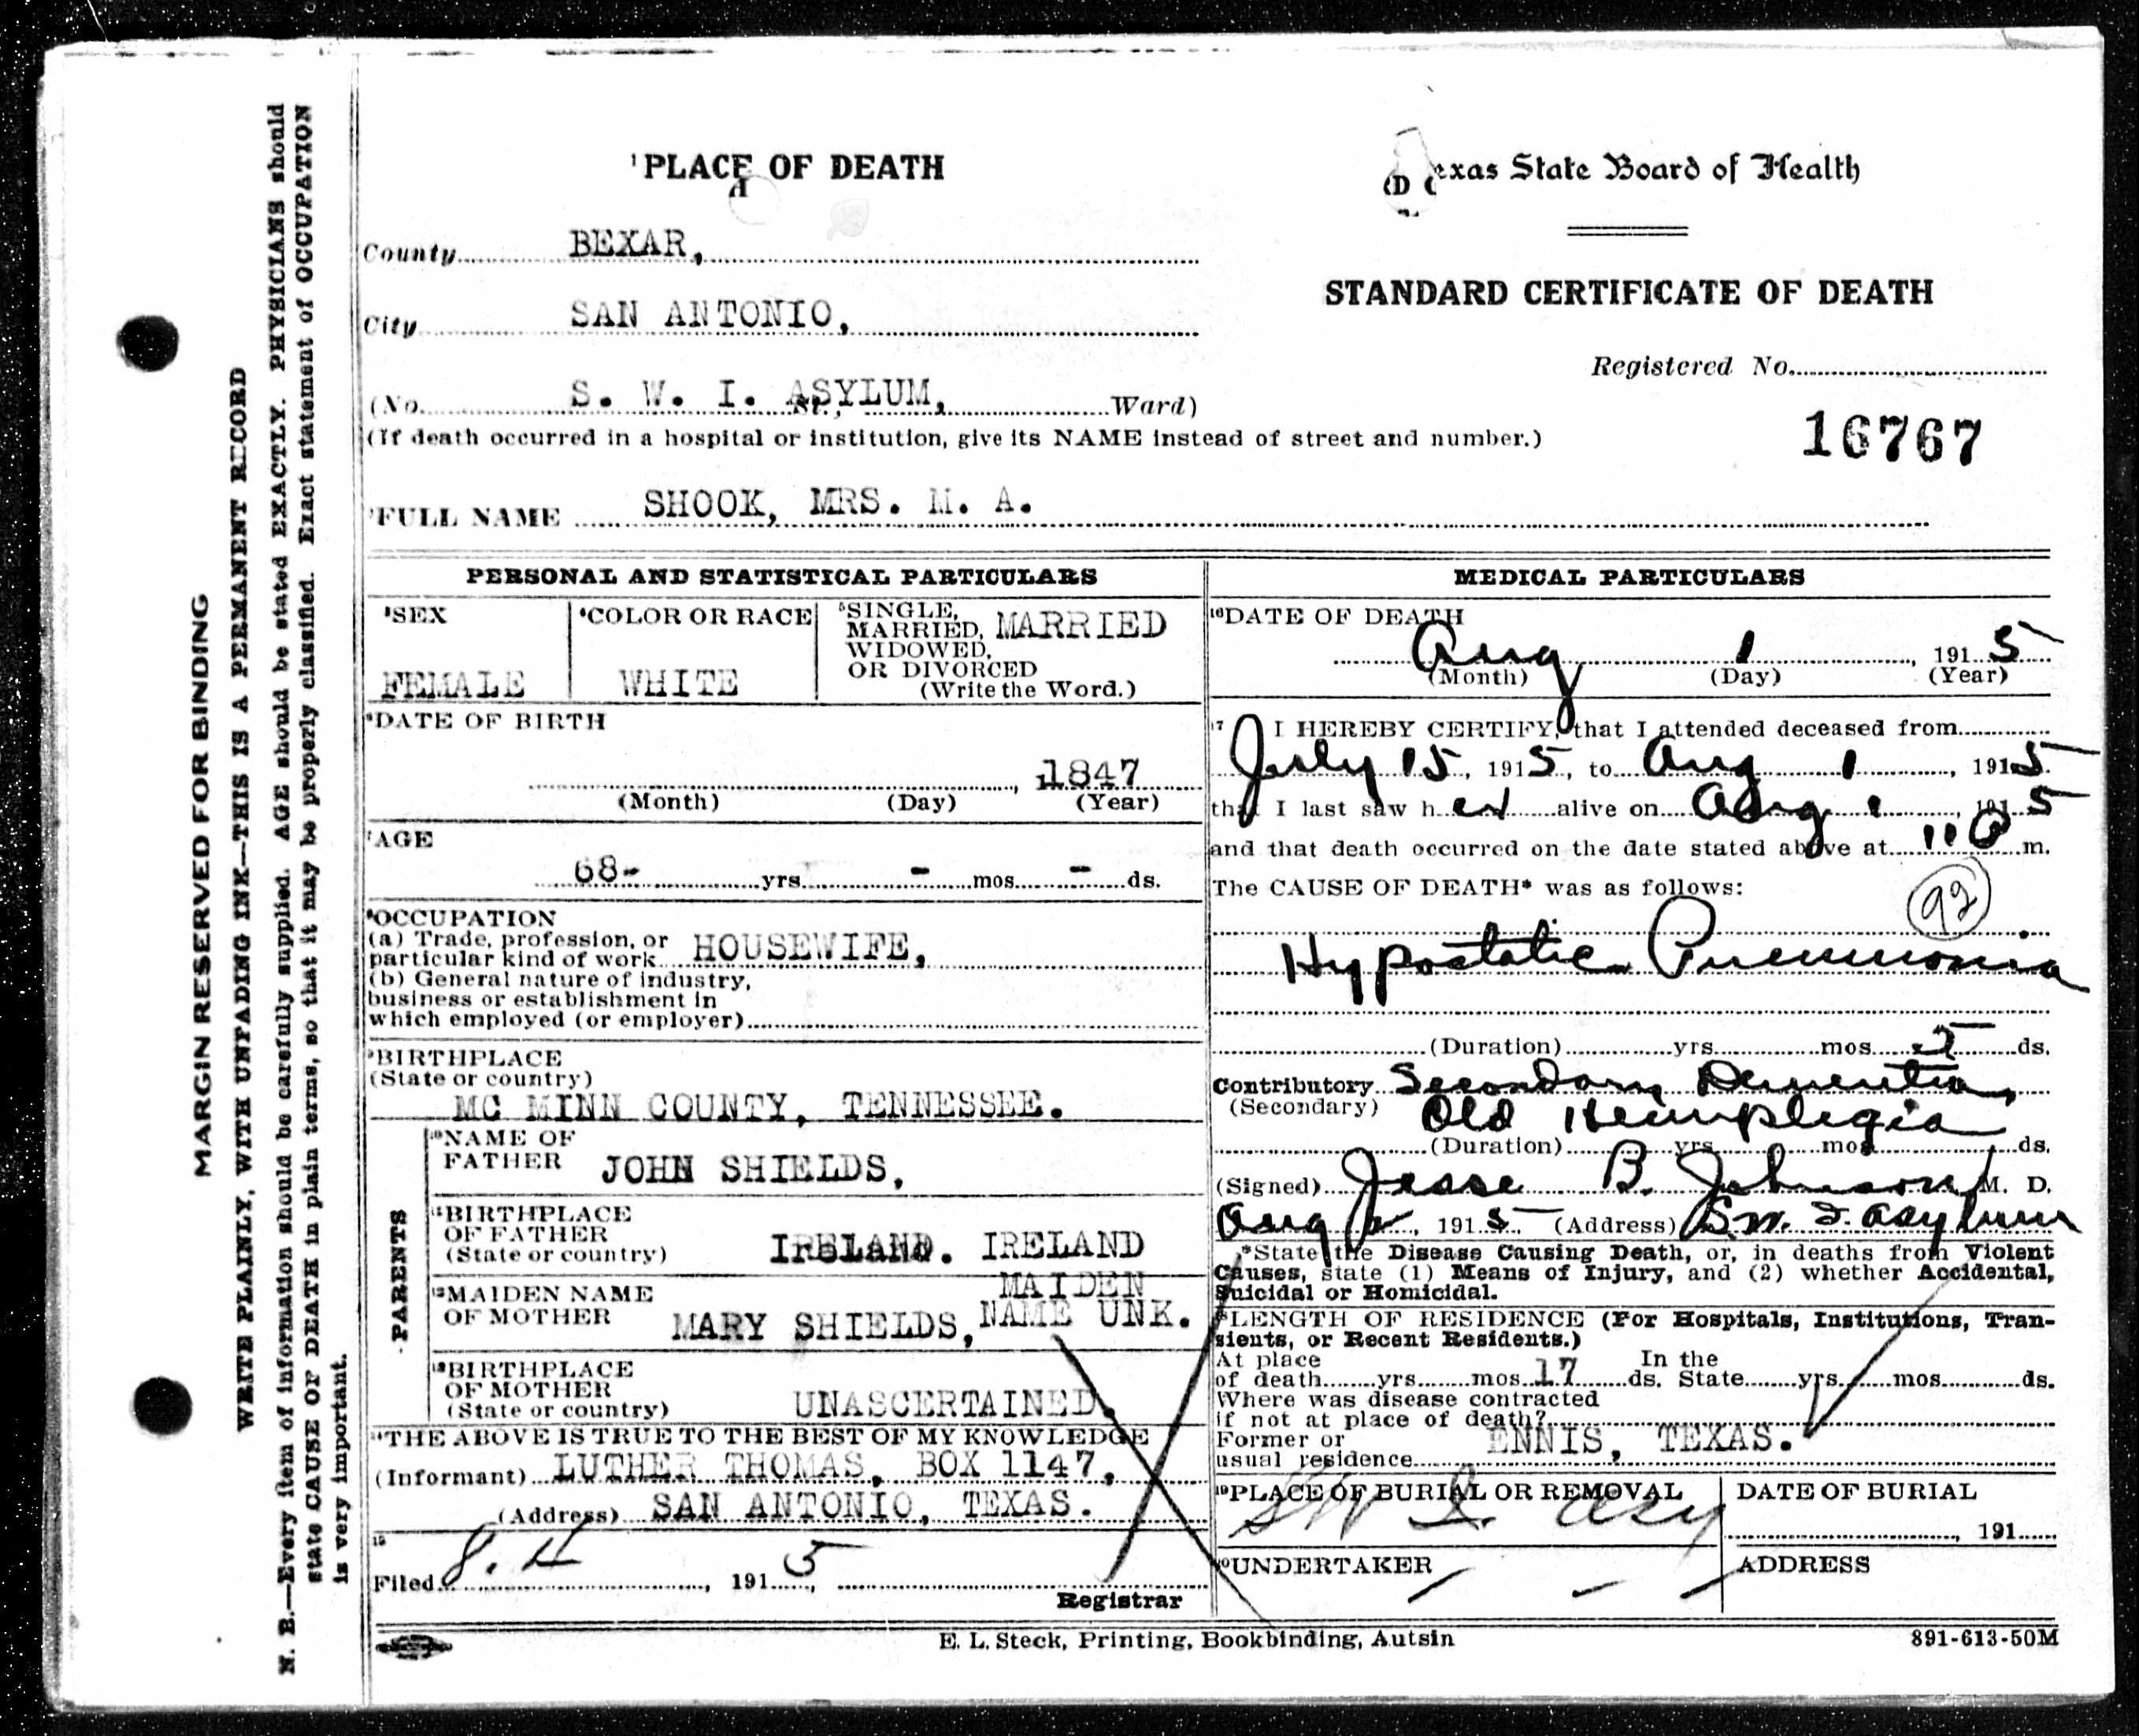 MARGIN RESERVED FOR BINDING
WRITE PLAINLY, WITH UNFADING INK—THIS IS A PERMANENT RECORD
N. B.—Every item of information should be carefully supplied. AGE should be stated EXACTLY. PHYSICIANS should
state CAUSE OF DEATH in plain terms, so that it may be properly classified. Exact statement of OCCUPATION
is very important.
1 PLACE OF DEATH
County BEXAR,
City SAN ANTONIO,
(No. S. W. I. ASYLUM, St., Ward)
(If death occurred in a hospital or institution, give its NAME instead of street and number.)
exas State Board of Health
STANDARD CERTIFICATE OF DEATH
Registered No.
16767
2 FULL NAME SHOOK, MRS. M. A.
PERSONAL AND STATISTICAL PARTICULARS
3 SEX
FEMALE
4 COLOR OR RACE
WHITE
5 SINGLE,
MARRIED, MARRIED
WIDOWED,
OR DIVORCED
(Write the Word.)
6 DATE OF BIRTH
, 1847
(Month) (Day) (Year)
7 AGE
68- yrs. - mos. - ds.
8 OCCUPATION
(a) Trade, profession, or
particular kind of work HOUSEWIFE,
(b) General nature of industry,
business or establishment in
which employed (or employer)
9 BIRTHPLACE
(State or country)
MC MINN COUNTY, TENNESSEE.
PARENTS
10 NAME OF
FATHER JOHN SHIELDS,
11 BIRTHPLACE
OF FATHER
(State or country) IRELAND. IRELAND
12 MAIDEN NAME MAIDEN
OF MOTHER MARY SHIELDS, NAME UNK.
13 BIRTHPLACE
OF MOTHER
(State or country) UNASCERTAINED.
14 THE ABOVE IS TRUE TO THE BEST OF MY KNOWLEDGE
(Informant) LUTHER THOMAS, BOX 1147,
(Address) SAN ANTONIO, TEXAS.
15
Filed 8. 4, 1915,
Registrar
MEDICAL PARTICULARS
16 DATE OF DEATH
Aug 1, 1915
(Month) (Day) (Year)
17 I HEREBY CERTIFY, that I attended deceased from
July 15, 1915, to Aug 1, 1915
that I last saw her alive on Aug 1, 1915
and that death occurred on the date stated above at 11 a m.
The CAUSE OF DEATH* was as follows:
92
Hypostatic Pneumonia
(Duration) yrs. mos. 5 ds.
Contributory Secondary Dementia,
(Secondary) Old Hemiplegia
(Duration) yrs. mos. ds.
(Signed) Jesse B. Johnson M. D.
Aug 2, 1915 (Address) S.W. I. Asylum
*State the Disease Causing Death, or, in deaths from Violent
Causes, state (1) Means of Injury, and (2) whether Accidental,
Suicidal or Homicidal.
18 LENGTH OF RESIDENCE (For Hospitals, Institutions, Tran-
sients, or Recent Residents.)
At place In the
of death yrs. mos. 17 ds. State yrs. mos. ds.
Where was disease contracted
if not at place of death?
Former or
usual residence ENNIS, TEXAS.
19 PLACE OF BURIAL OR REMOVAL
SW I. asy
DATE OF BURIAL
, 191
20 UNDERTAKER
ADDRESS
E. L. Steck, Printing, Bookbinding, Autsin
891-613-50M